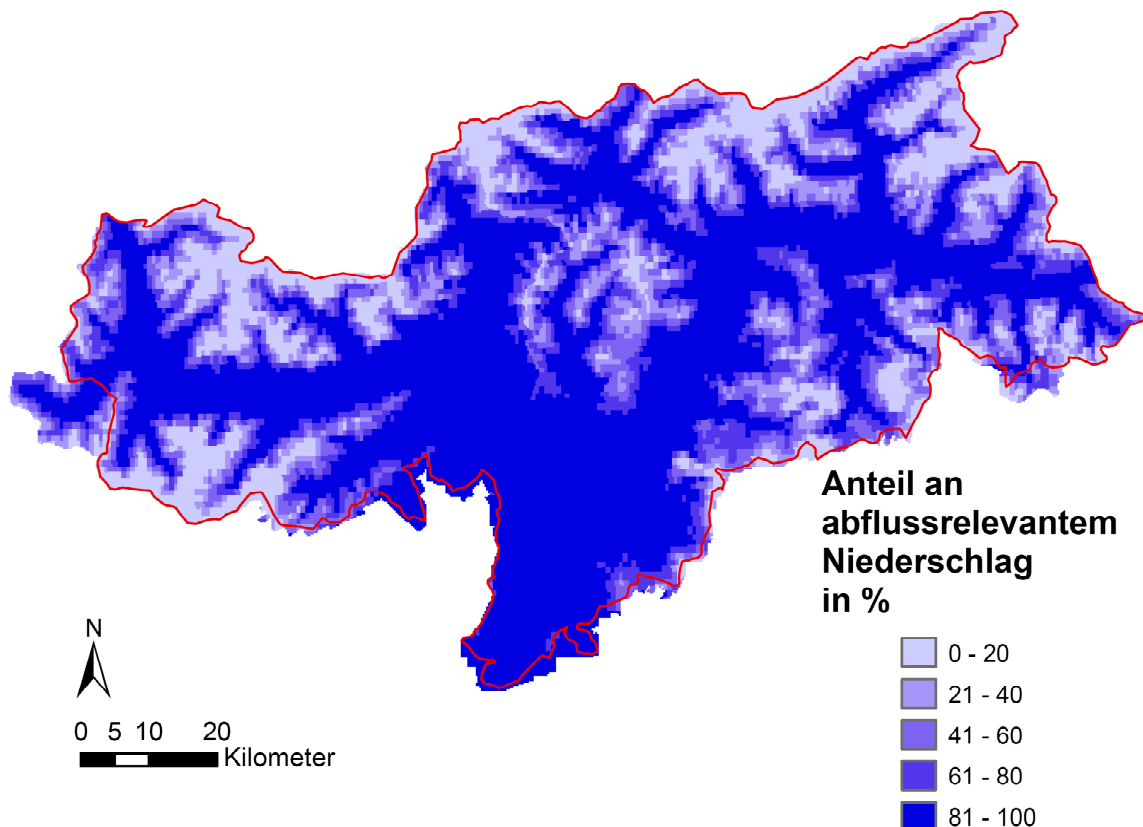 Anteil an
abflussrelevantem
Niederschlag
in %
N
0 - 20
21 - 40
0 5 10 20
41 - 60
Kilometer
61 - 80
81 - 100